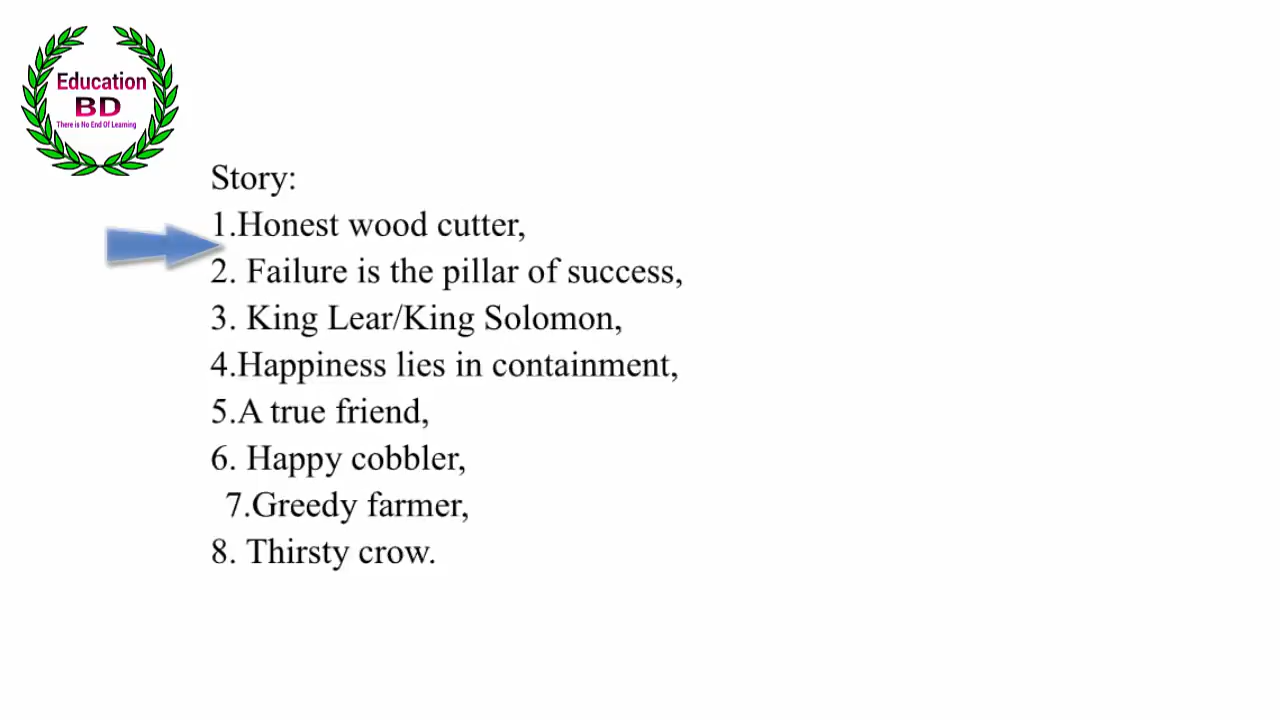 Education
BD
There is No End Of Learning
Story:
1.Honest wood cutter,
2. Failure is the pillar of success,
3. King Lear/King Solomon,
4.Happiness lies in containment,
5.A true friend,
6. Happy cobbler,
7.Greedy farmer,
8. Thirsty crow.